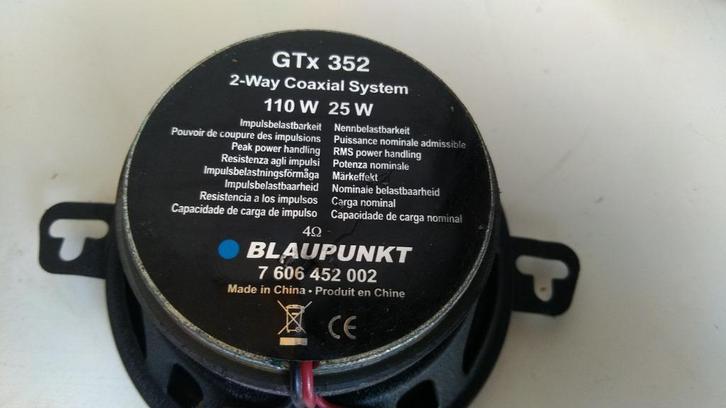 GTx 352
2-Way Coaxial System
110 W 25 W
Impulsbelastbarkeit Nennbelastbarkeit
Pouvoir de coupure des impulsions Puissance nominale admissible
Peak power handling RMS power handling
Resistenza agli impulsi Potenza nominale
Impulsbelastningsförmåga Märkeffekt
Impulsbelastbaarheid Nominale belastbaarheid
Resistencia a los impulsos Carga nominal
Capacidade de carga de impulso Capacidade de carga nominal
4Ω
BLAUPUNKT
7 606 452 002
Made in China • Produit en Chine
CE